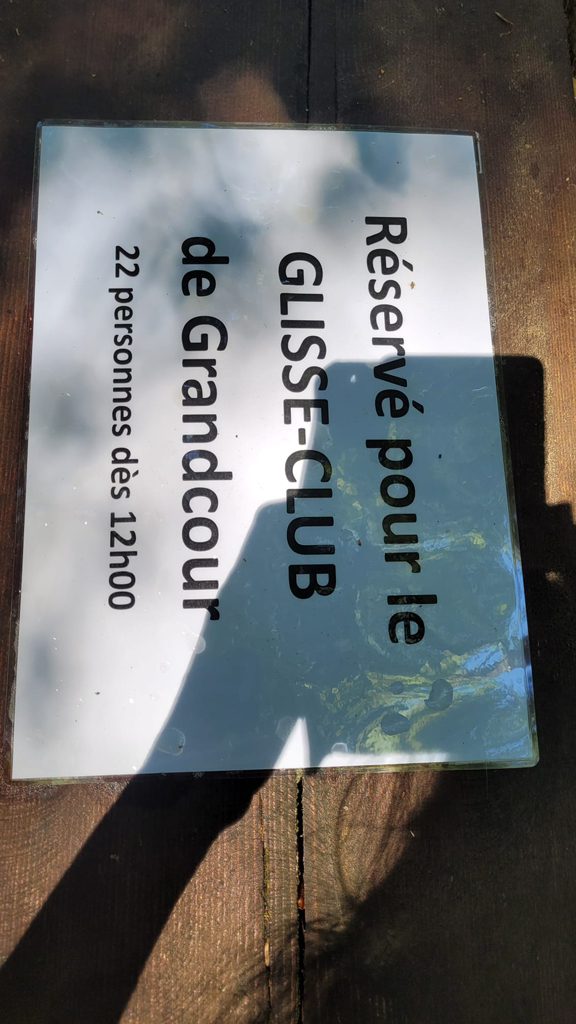 Réservé pour le
GLISSE-CLUB
de Grandcour
22 personnes dès 12h00